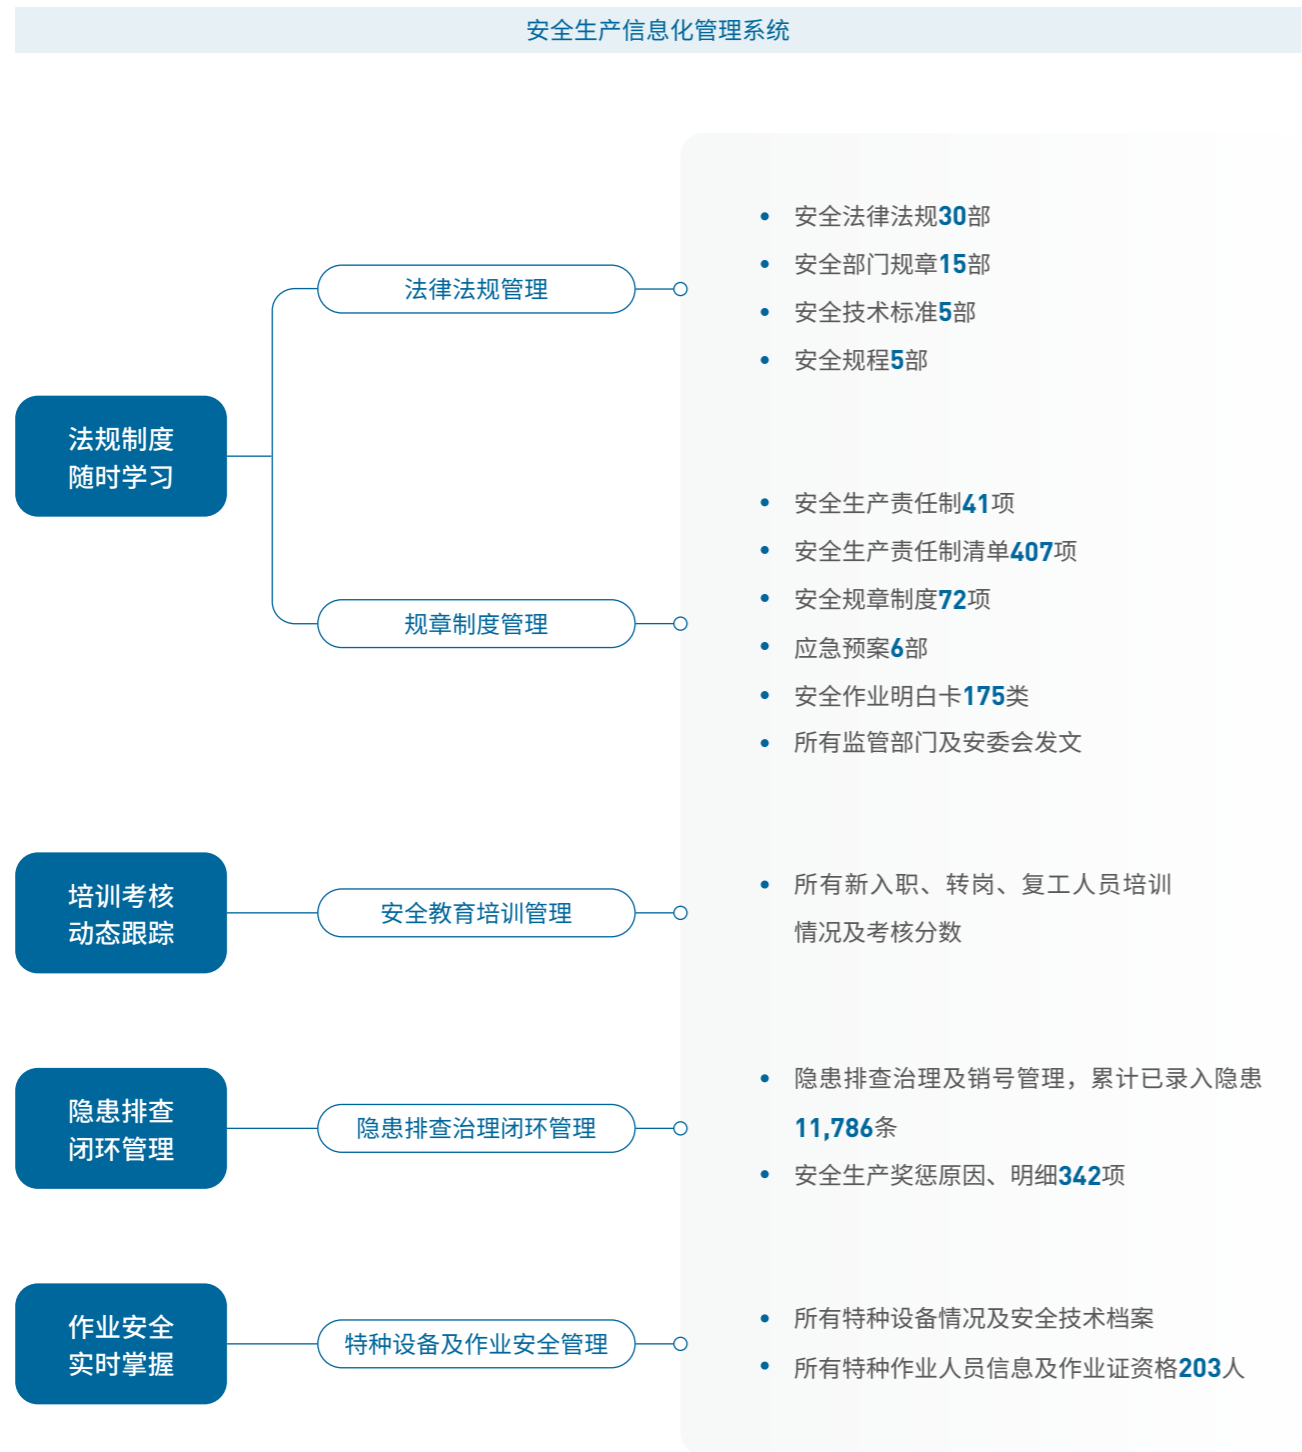 安全生产信息化管理系统
法规制度
随时学习
法律法规管理
安全法律法规30部
安全部门规章15部
安全技术标准5部
安全规程5部
规章制度管理
安全生产责任制41项
安全生产责任制清单407项
安全规章制度72项
应急预案6部
安全作业明白卡175类
所有监管部门及安委会发文
培训考核
动态跟踪
安全教育培训管理
所有新入职、转岗、复工人员培训
情况及考核分数
隐患排查
闭环管理
隐患排查治理闭环管理
隐患排查治理及销号管理，累计已录入隐患
11,786条
安全生产奖惩原因、明细342项
作业安全
实时掌握
特种设备及作业安全管理
所有特种设备情况及安全技术档案
所有特种作业人员信息及作业证资格203人